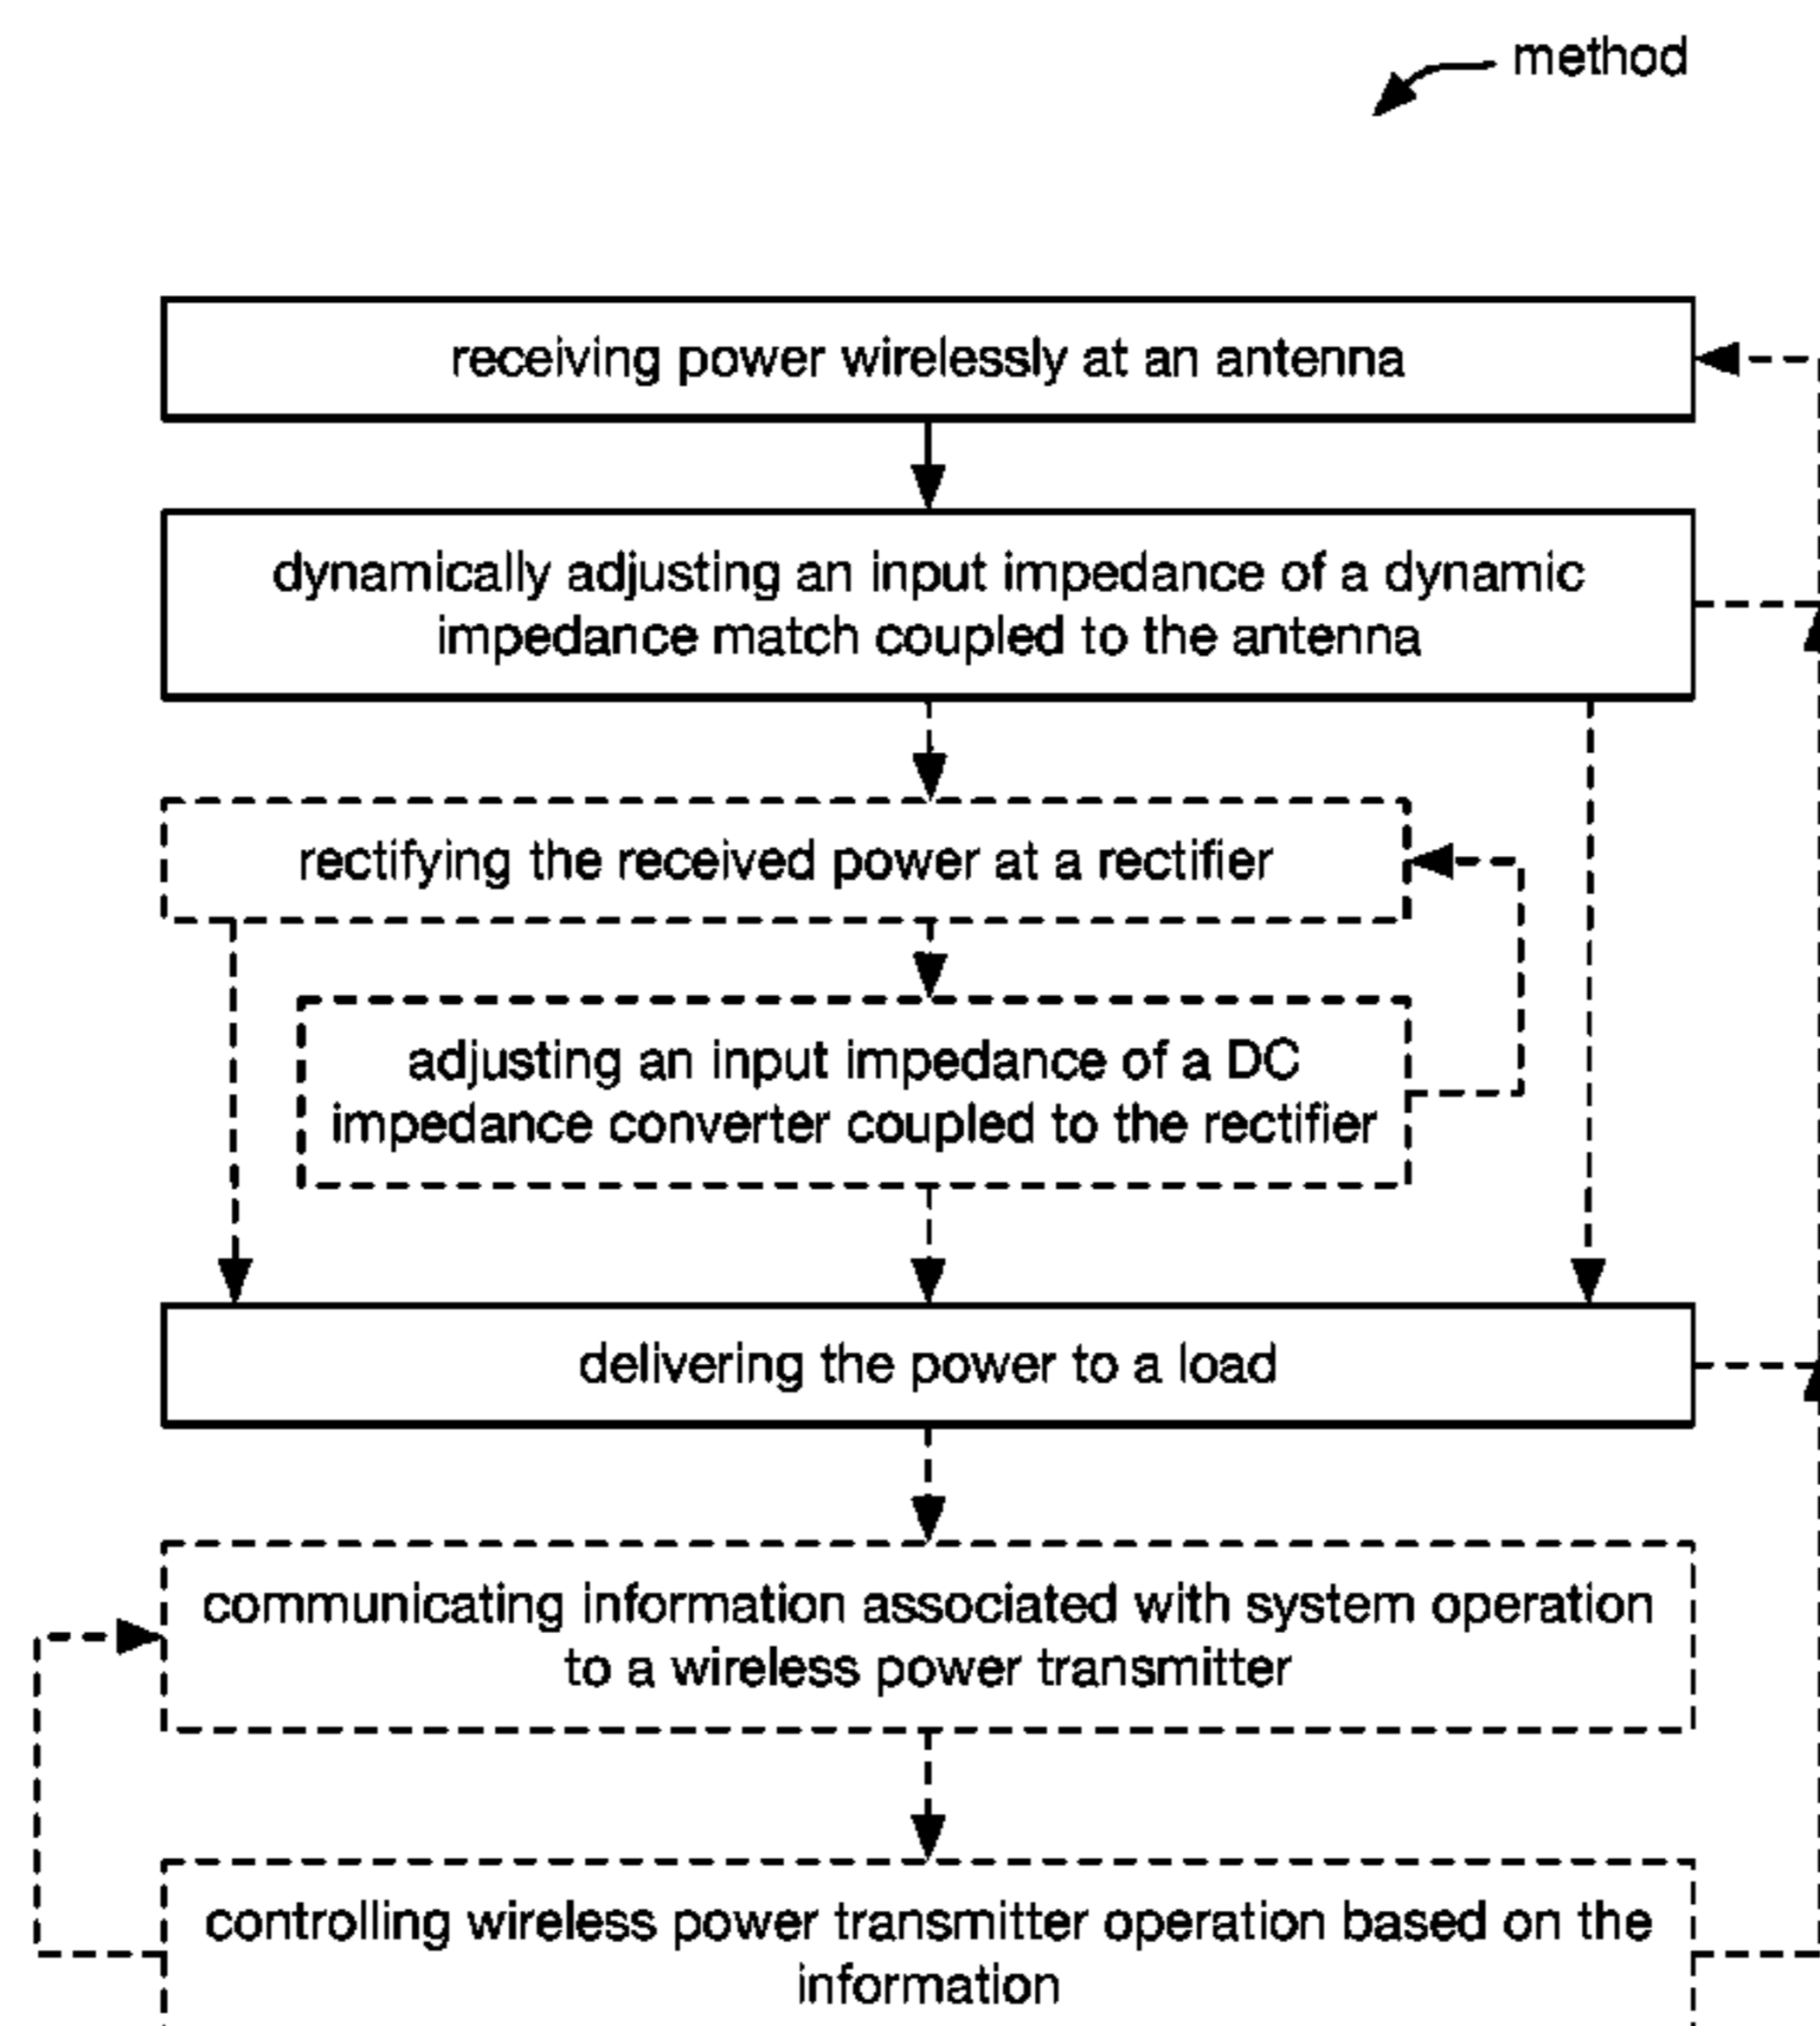 method
receiving power wirelessly at an antenna
dynamically adjusting an input impedance of a dynamic
impedance match coupled to the antenna
rectifying the received power at a rectifier
adjusting an input impedance of a DC
impedance converter coupled to the rectifier
delivering the power to a load
communicating information associated with system operation
to a wireless power transmitter
controlling wireless power transmitter operation based on the
information